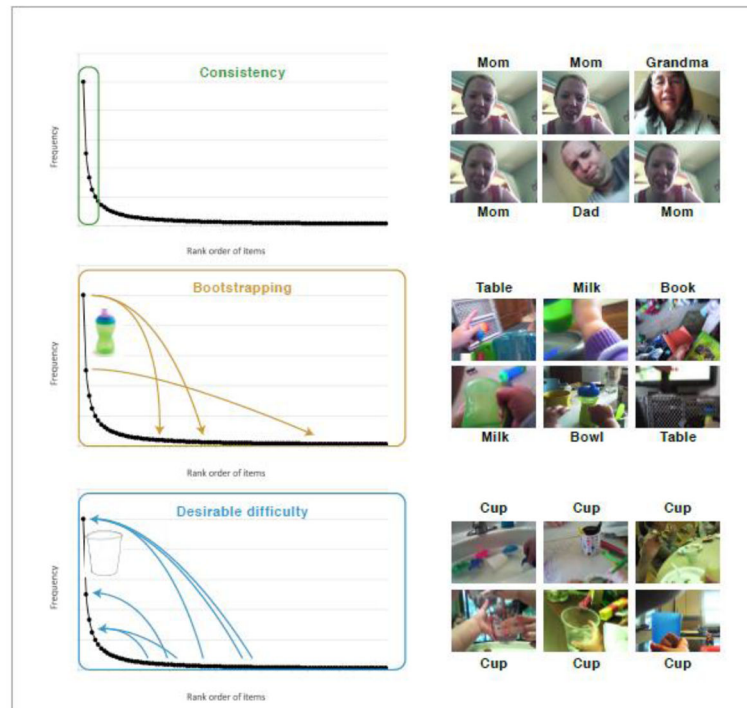 Consistency
Frequency
Rank order of items
Mom Mom Grandma
Mom Dad Mom
Bootstrapping
Frequency
Rank order of items
Table Milk Book
Milk Bowl Table
Desirable difficulty
Frequency
Rank order of items
Cup Cup Cup
Cup Cup Cup